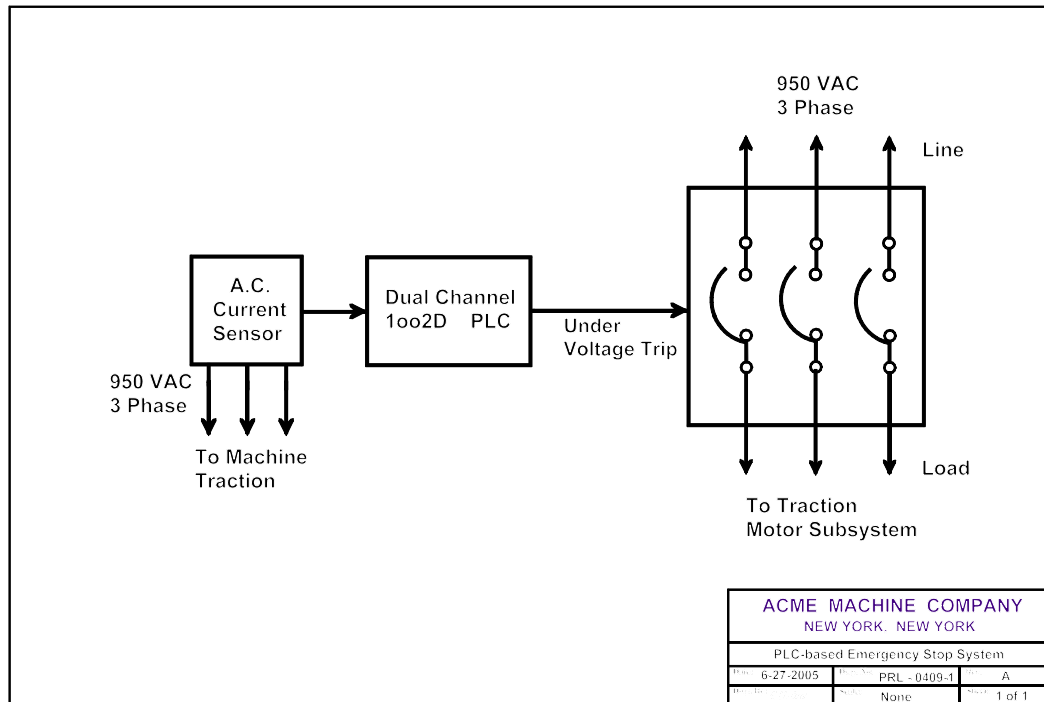 950 VAC
3 Phase
Line
A.C.
Current
Sensor
Dual Channel
1oo2D PLC
Under
Voltage Trip
950 VAC
3 Phase
To Machine
Traction
Load
To Traction
Motor Subsystem
ACME MACHINE COMPANY
NEW YORK. NEW YORK
PLC-based Emergency Stop System
6-27-2005 PRL - 0409-1 A
None 1 of 1